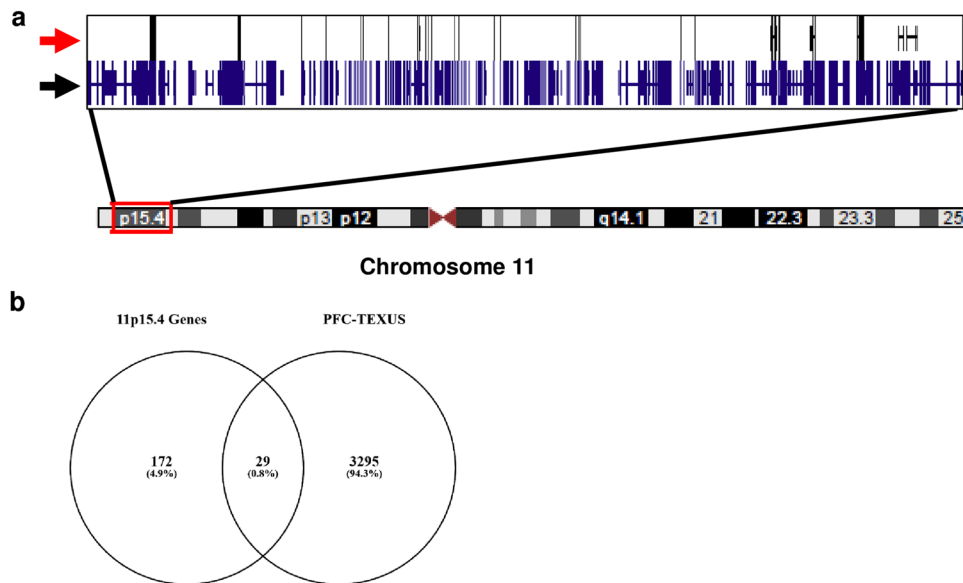 a
p15.4 p13 p12 q14.1 21 22.3 23.3 25
Chromosome 11
b
11p15.4 Genes PFC-TEXUS
172 29 3295
(4.9%) (0.8%) (94.3%)